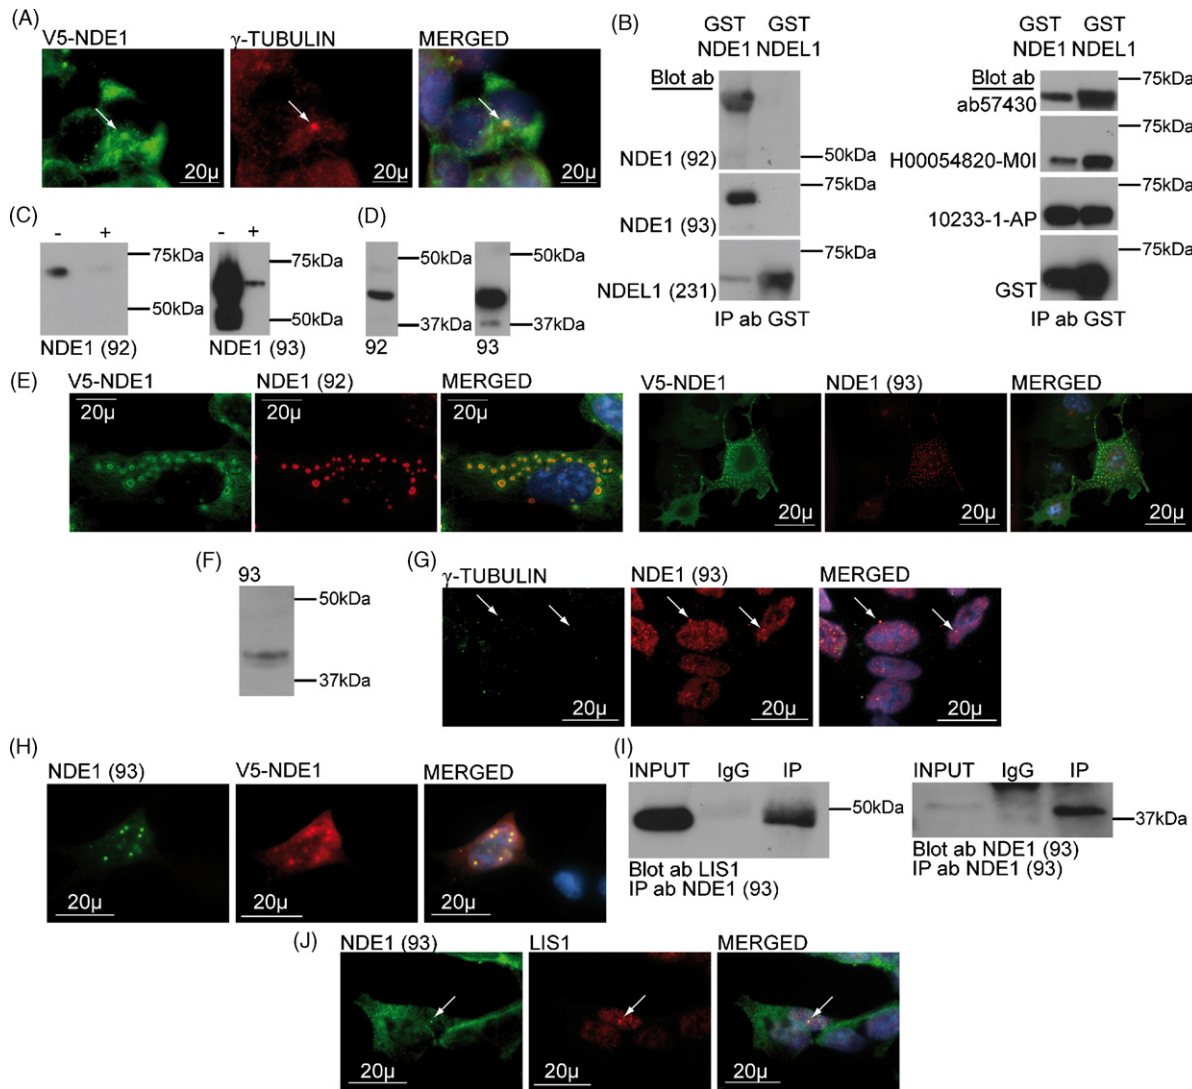 (A)
V5-NDE1 γ-TUBULIN MERGED
20μ 20μ 20μ
(B)
GST GST
NDE1 NDEL1
Blot ab
NDE1 (92)
50kDa
75kDa
NDE1 (93)
75kDa
NDEL1 (231)
IP ab GST
GST GST
NDE1 NDEL1
Blot ab
75kDa
ab57430
75kDa
H00054820-M0I
75kDa
10233-1-AP
75kDa
GST
IP ab GST
(C)
- +
75kDa
50kDa
NDE1 (92)
- +
75kDa
50kDa
NDE1 (93)
(D)
50kDa
37kDa
92
50kDa
37kDa
93
(E)
V5-NDE1 NDE1 (92) MERGED
20μ 20μ 20μ
V5-NDE1 NDE1 (93) MERGED
20μ 20μ 20μ
(F)
93
50kDa
37kDa
(G)
γ-TUBULIN NDE1 (93) MERGED
20μ 20μ 20μ
(H)
NDE1 (93) V5-NDE1 MERGED
20μ 20μ 20μ
(I)
INPUT IgG IP
50kDa
Blot ab LIS1
IP ab NDE1 (93)
INPUT IgG IP
37kDa
Blot ab NDE1 (93)
IP ab NDE1 (93)
(J)
NDE1 (93) LIS1 MERGED
20μ 20μ 20μ